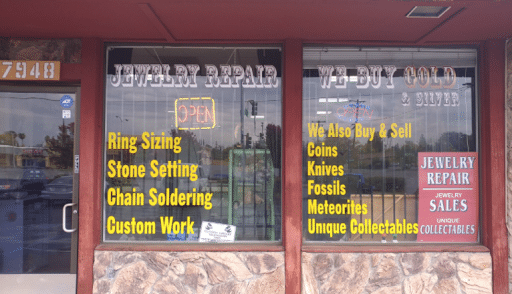 7948
JEWELRY REPAIR
OPEN
Ring Sizing
Stone Setting
Chain Soldering
Custom Work
WE BUY GOLD
& SILVER
We Also Buy & Sell
Coins
Knives
Fossils
Meteorites
Unique Collectables
JEWELRY
REPAIR
JEWELRY
SALES
UNIQUE
COLLECTABLES